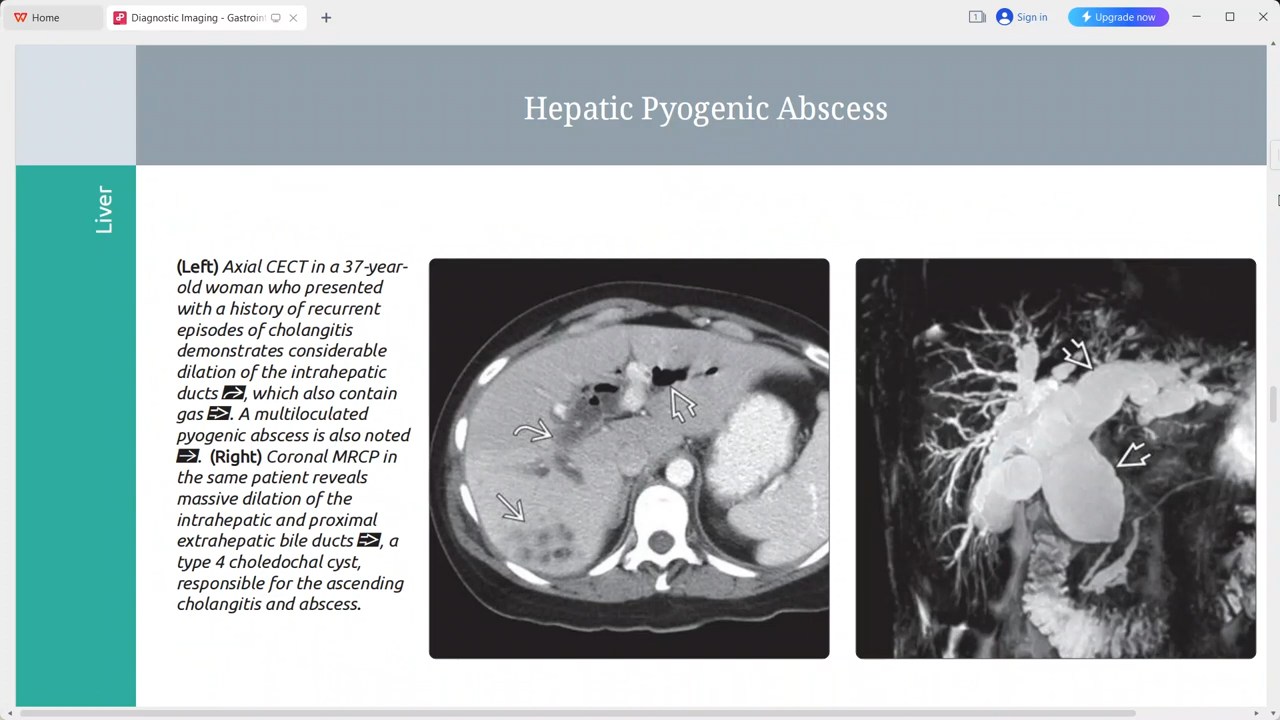 Home
Diagnostic Imaging - Gastroin
1
Sign in
Upgrade now
Hepatic Pyogenic Abscess
Liver
(Left) Axial CECT in a 37-year-
old woman who presented
with a history of recurrent
episodes of cholangitis
demonstrates considerable
dilation of the intrahepatic
ducts , which also contain
gas . A multiloculated
pyogenic abscess is also noted
. (Right) Coronal MRCP in
the same patient reveals
massive dilation of the
intrahepatic and proximal
extrahepatic bile ducts , a
type 4 choledochal cyst,
responsible for the ascending
cholangitis and abscess.